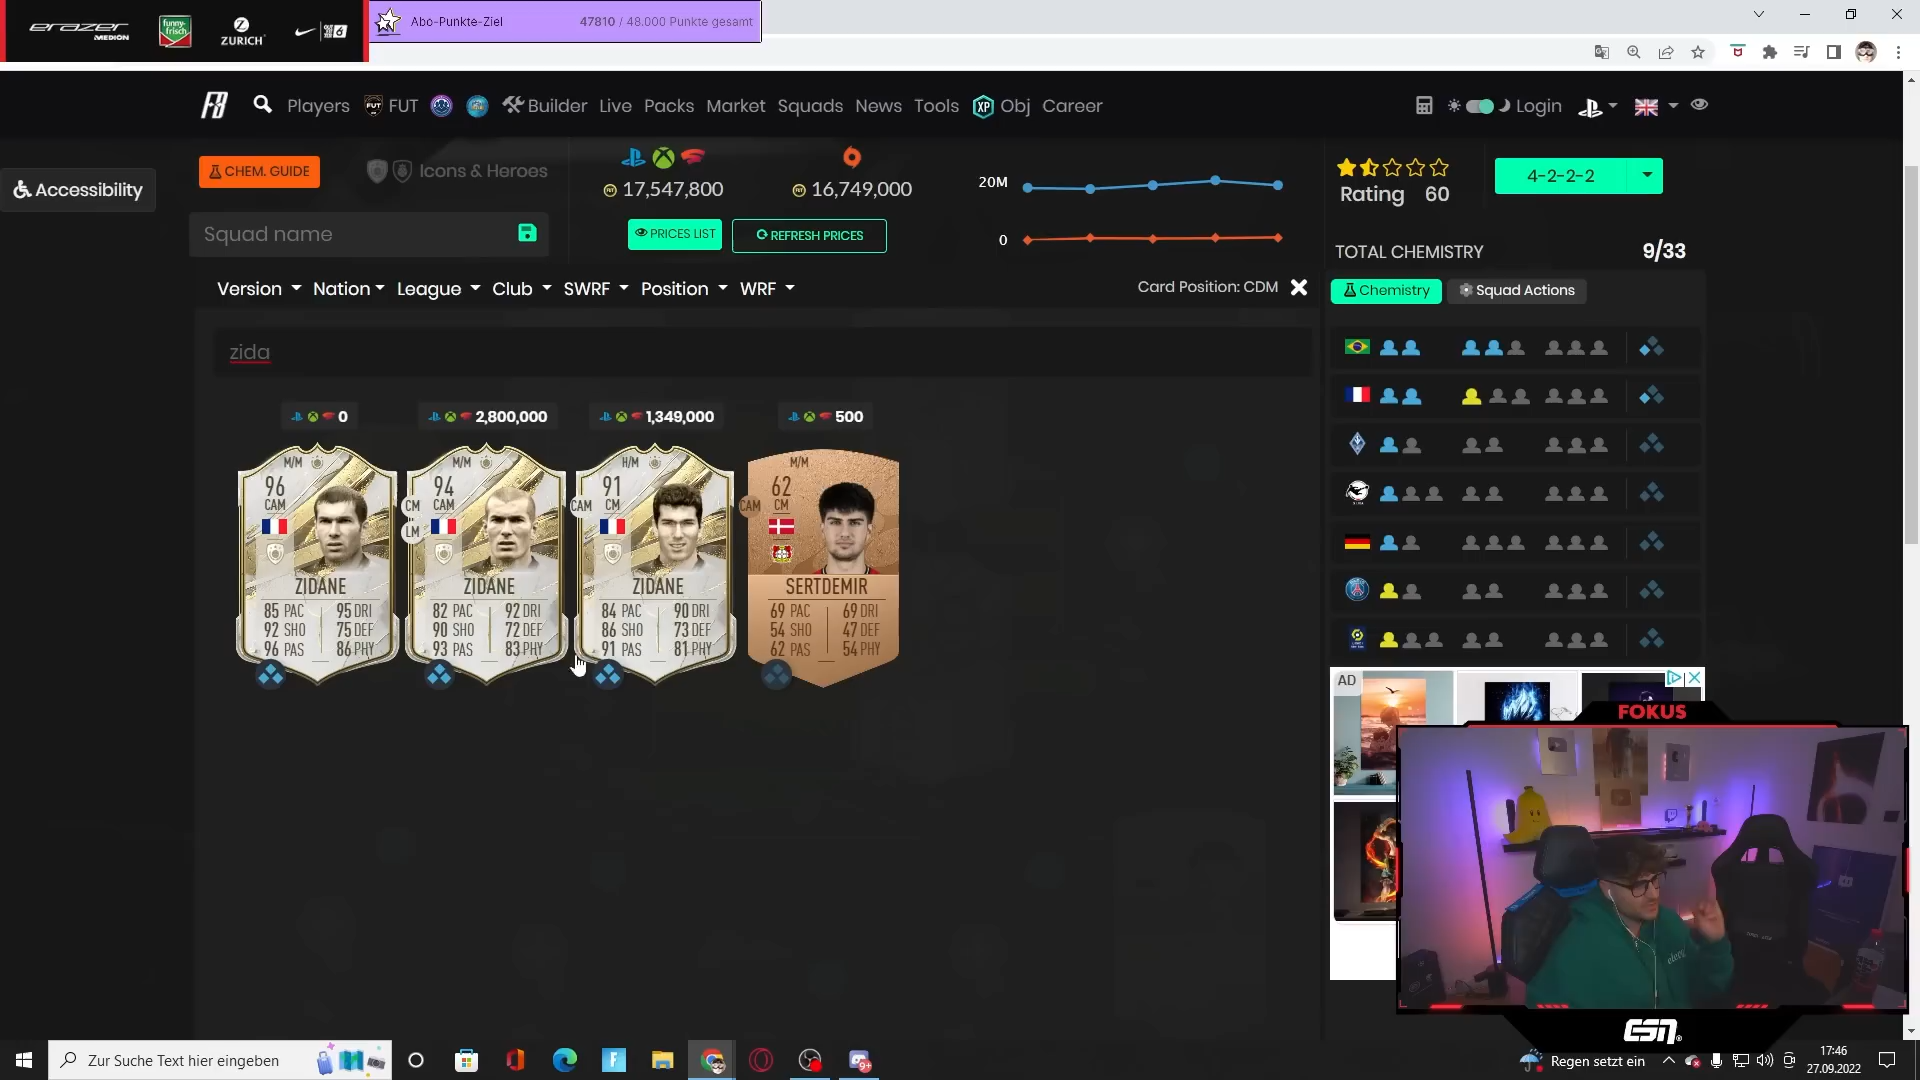 erazer
MEDION
funny-frisch
ZURICH
Abo-Punkte-Ziel 47810 / 48.000 Punkte gesamt
Players FUT Builder Live Packs Market Squads News Tools XP Obj Career Login
Accessibility
CHEM. GUIDE Icons & Heroes
17,547,800 16,749,000
20M
0
Rating 60
4-2-2-2
Squad name
PRICES LIST REFRESH PRICES
TOTAL CHEMISTRY 9/33
Version Nation League Club SWRF Position WRF Card Position: CDM
Chemistry Squad Actions
zida
0 2,800,000 1,349,000 500
M/M
96
CAM
ZIDANE
85 PAC 95 DRI
92 SHO 75 DEF
96 PAS 86 PHY
CM
LM
M/M
94
CAM
ZIDANE
82 PAC 92 DRI
90 SHO 72 DEF
93 PAS 83 PHY
CAM
H/M
91
CM
ZIDANE
84 PAC 90 DRI
86 SHO 73 DEF
91 PAS 81 PHY
CAM
M/M
62
CM
SERTDEMIR
69 PAC 69 DRI
54 SHO 47 DEF
62 PAS 54 PHY
AD
FOKUS
ESN
Zur Suche Text hier eingeben
9+
Regen setzt ein
17:46
27.09.2022